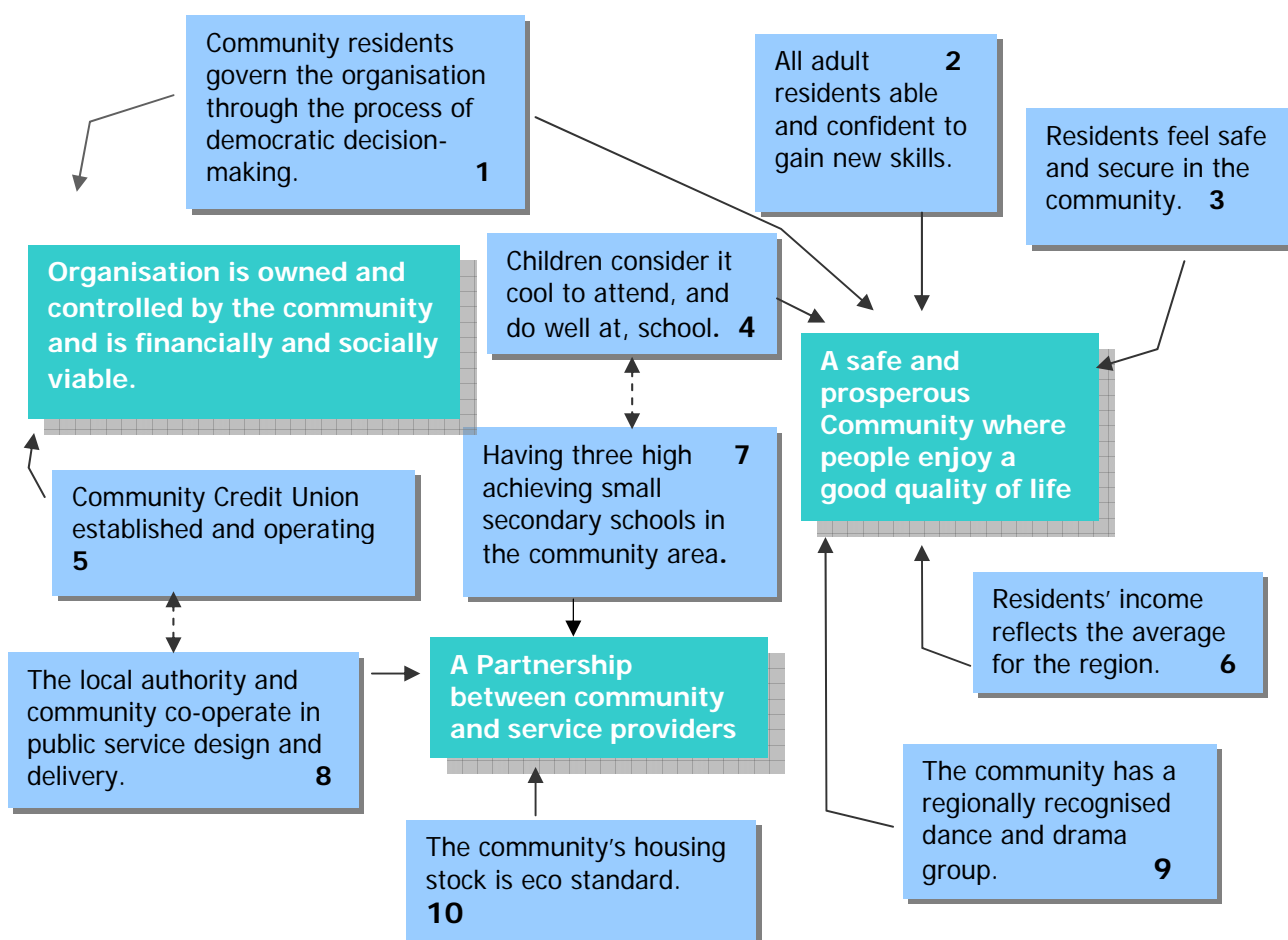 Community residents
govern the organisation
through the process of
democratic decision-
making. 1
All adult 2
residents able
and confident to
gain new skills.
Residents feel safe
and secure in the
community. 3
Organisation is owned and
controlled by the community
and is financially and socially
viable.
Children consider it
cool to attend, and
do well at, school. 4
A safe and
prosperous
Community where
people enjoy a
good quality of life
Community Credit Union
established and operating
5
Having three high 7
achieving small
secondary schools in
the community area.
Residents’ income
reflects the average
for the region. 6
The local authority and
community co-operate in
public service design and
delivery. 8
A Partnership
between community
and service providers
The community has a
regionally recognised
dance and drama
group. 9
The community's housing
stock is eco standard.
10